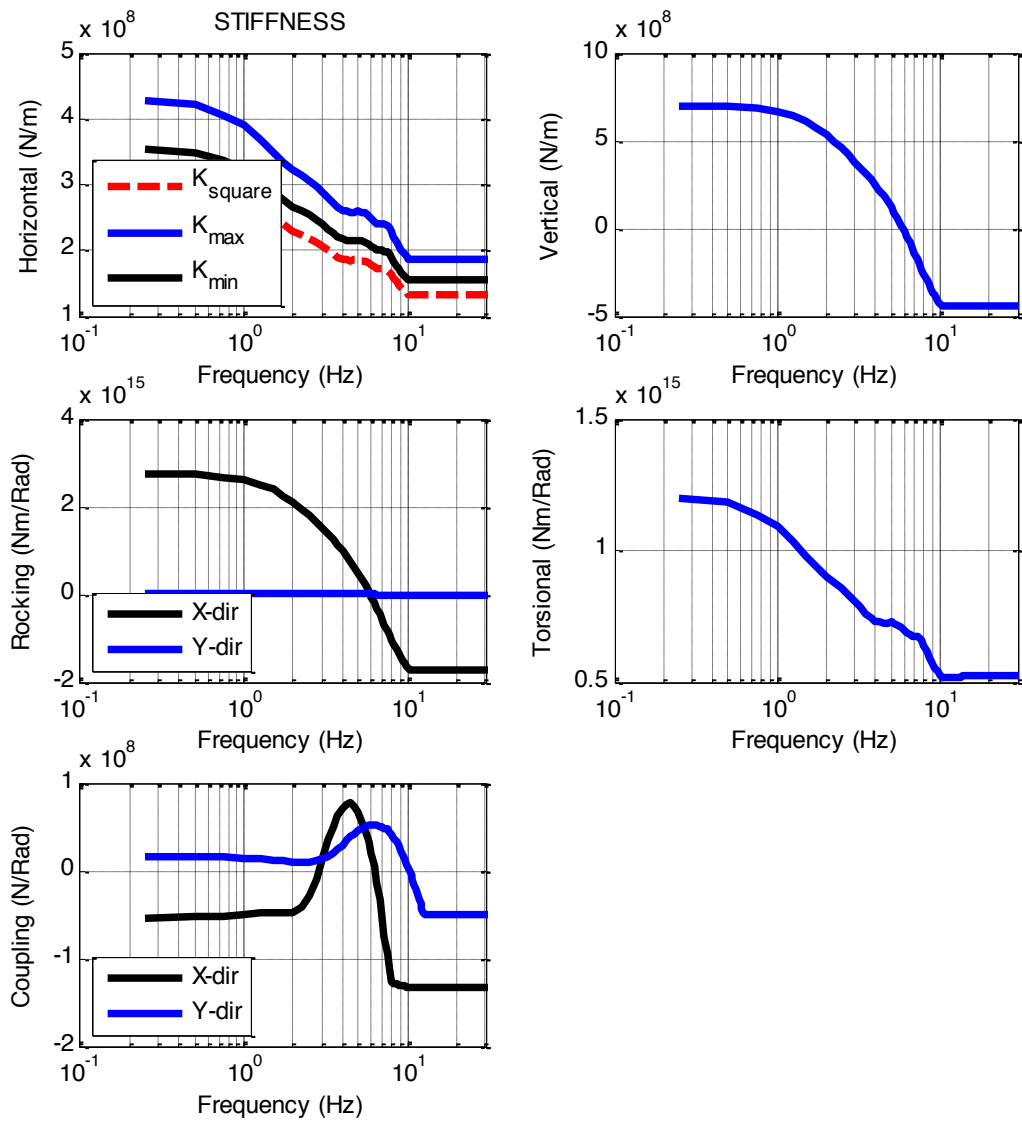 STIFFNESS
x 10^8
5
4
3
2
1
Horizontal (N/m)
K_square
K_max
K_min
10^-1
10^0
10^1
Frequency (Hz)
x 10^8
10
5
0
-5
Vertical (N/m)
10^-1
10^0
10^1
Frequency (Hz)
x 10^15
4
2
0
-2
Rocking (Nm/Rad)
X-dir
Y-dir
10^-1
10^0
10^1
Frequency (Hz)
x 10^15
1.5
1
0.5
Torsional (Nm/Rad)
10^-1
10^0
10^1
Frequency (Hz)
x 10^8
1
0
-1
-2
Coupling (N/Rad)
X-dir
Y-dir
10^-1
10^0
10^1
Frequency (Hz)